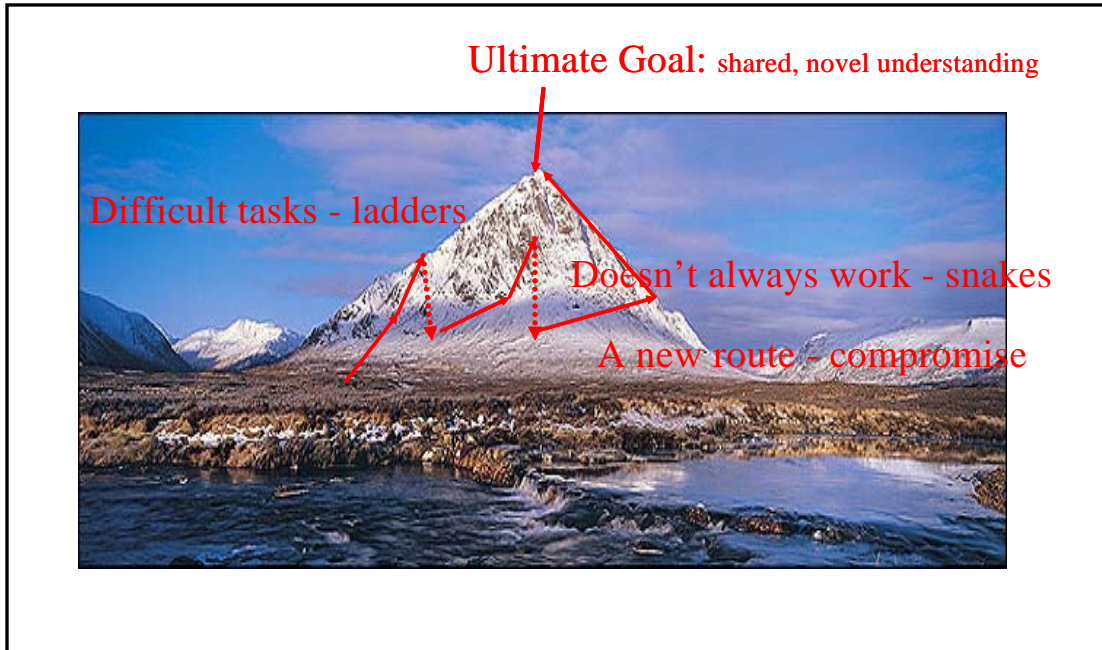 Ultimate Goal: shared, novel understanding
Difficult tasks - ladders
Doesn't always work - snakes
A new route - compromise